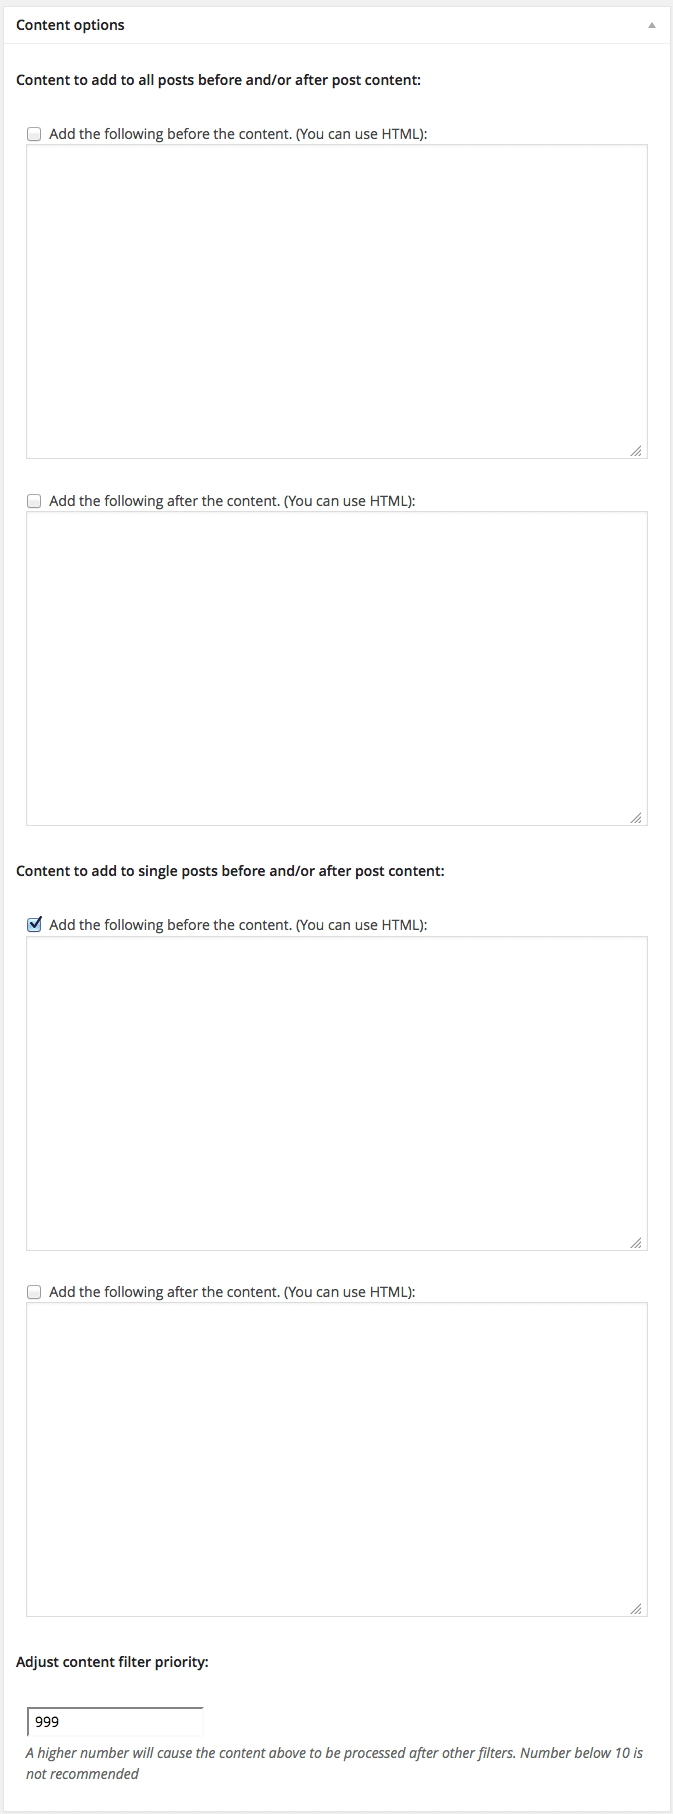 Content options
Content to add to all posts before and/or after post content:
Add the following before the content. (You can use HTML):
Add the following after the content. (You can use HTML):
Content to add to single posts before and/or after post content:
Add the following before the content. (You can use HTML):
Add the following after the content. (You can use HTML):
Adjust content filter priority:
999
A higher number will cause the content above to be processed after other filters. Number below 10 is
not recommended